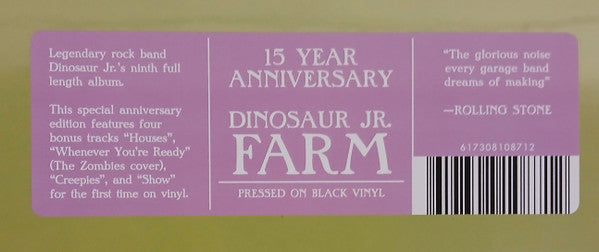 Legendary rock band
Dinosaur Jr.'s ninth full
length album.
This special anniversary
edition features four
bonus tracks “Houses”,
“Whenever You're Ready”
(The Zombies cover),
“Creepies”, and “Show”
for the first time on vinyl.
15 YEAR
ANNIVERSARY
DINOSAUR JR.
FARM
PRESSED ON BLACK VINYL
“The glorious noise
every garage band
dreams of making”
—ROLLING STONE
617308108712